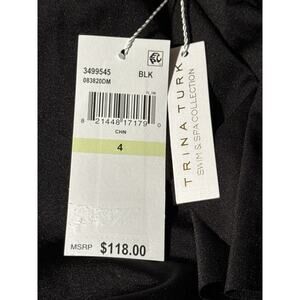 3499545 BLK
083820DM
8 21448 17179 0
CHN
4
MSRP $118.00
TRINA TURK
SWIM & SPA COLLECTION